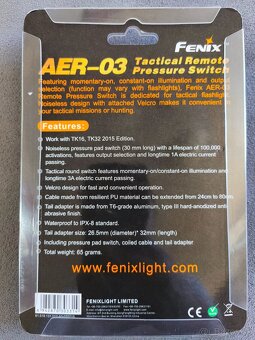 FENIX
AER-03 Tactical Remote
Pressure Switch
Featuring momentary-on, constant-on illumination and output
selection (function may vary with flashlights), Fenix AER-03
Remote Pressure Switch is dedicated for tactical flashlight.
Noiseless design with attached Velcro makes it convenient
your tactical missions or hunting.
Features:
Work with TK16, TK32 2015 Edition.
Noiseless pressure pad switch (30 mm long) with a lifespan of 100,000
activations, features output selection and longtime 1A electric current
passing.
Tactical round switch features momentary-on/constant-on illumination and
longtime 3A electric current passing.
Velcro design for fast and convenient operation.
Cable made from resilient PU material can be extended from 24cm to 80cm.
Tail adapter is made from T6-grade aluminum, type III hard-anodized anti-
abrasive finish.
Waterproof to IPX-8 standard.
Tail adapter size: 26.5mm (diameter)* 32mm (length)
Including pressure pad switch, coiled cable and tail adapter
Total weight: 65 grams.
www.fenixlight.com
FENIXLIGHT LIMITED